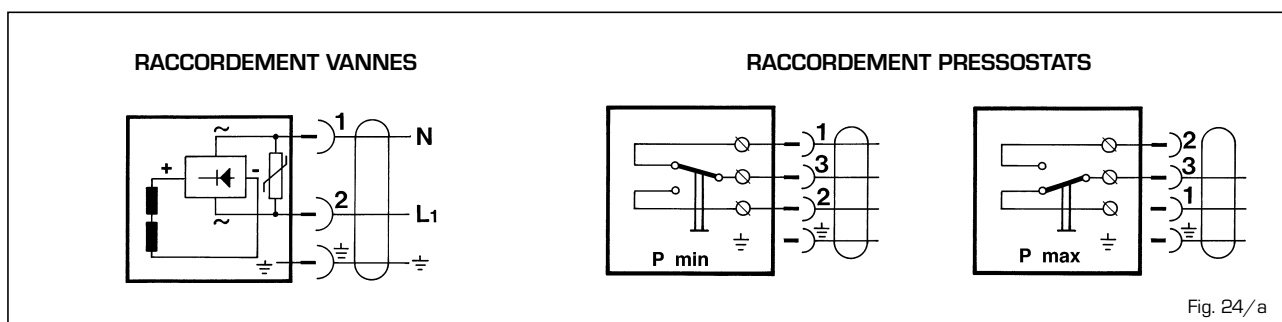 RACCORDEMENT VANNES
RACCORDEMENT PRESSOSTATS
~
1
N
+
-
2
L1
~
1
3
2
P min
2
3
1
P max
Fig. 24/a